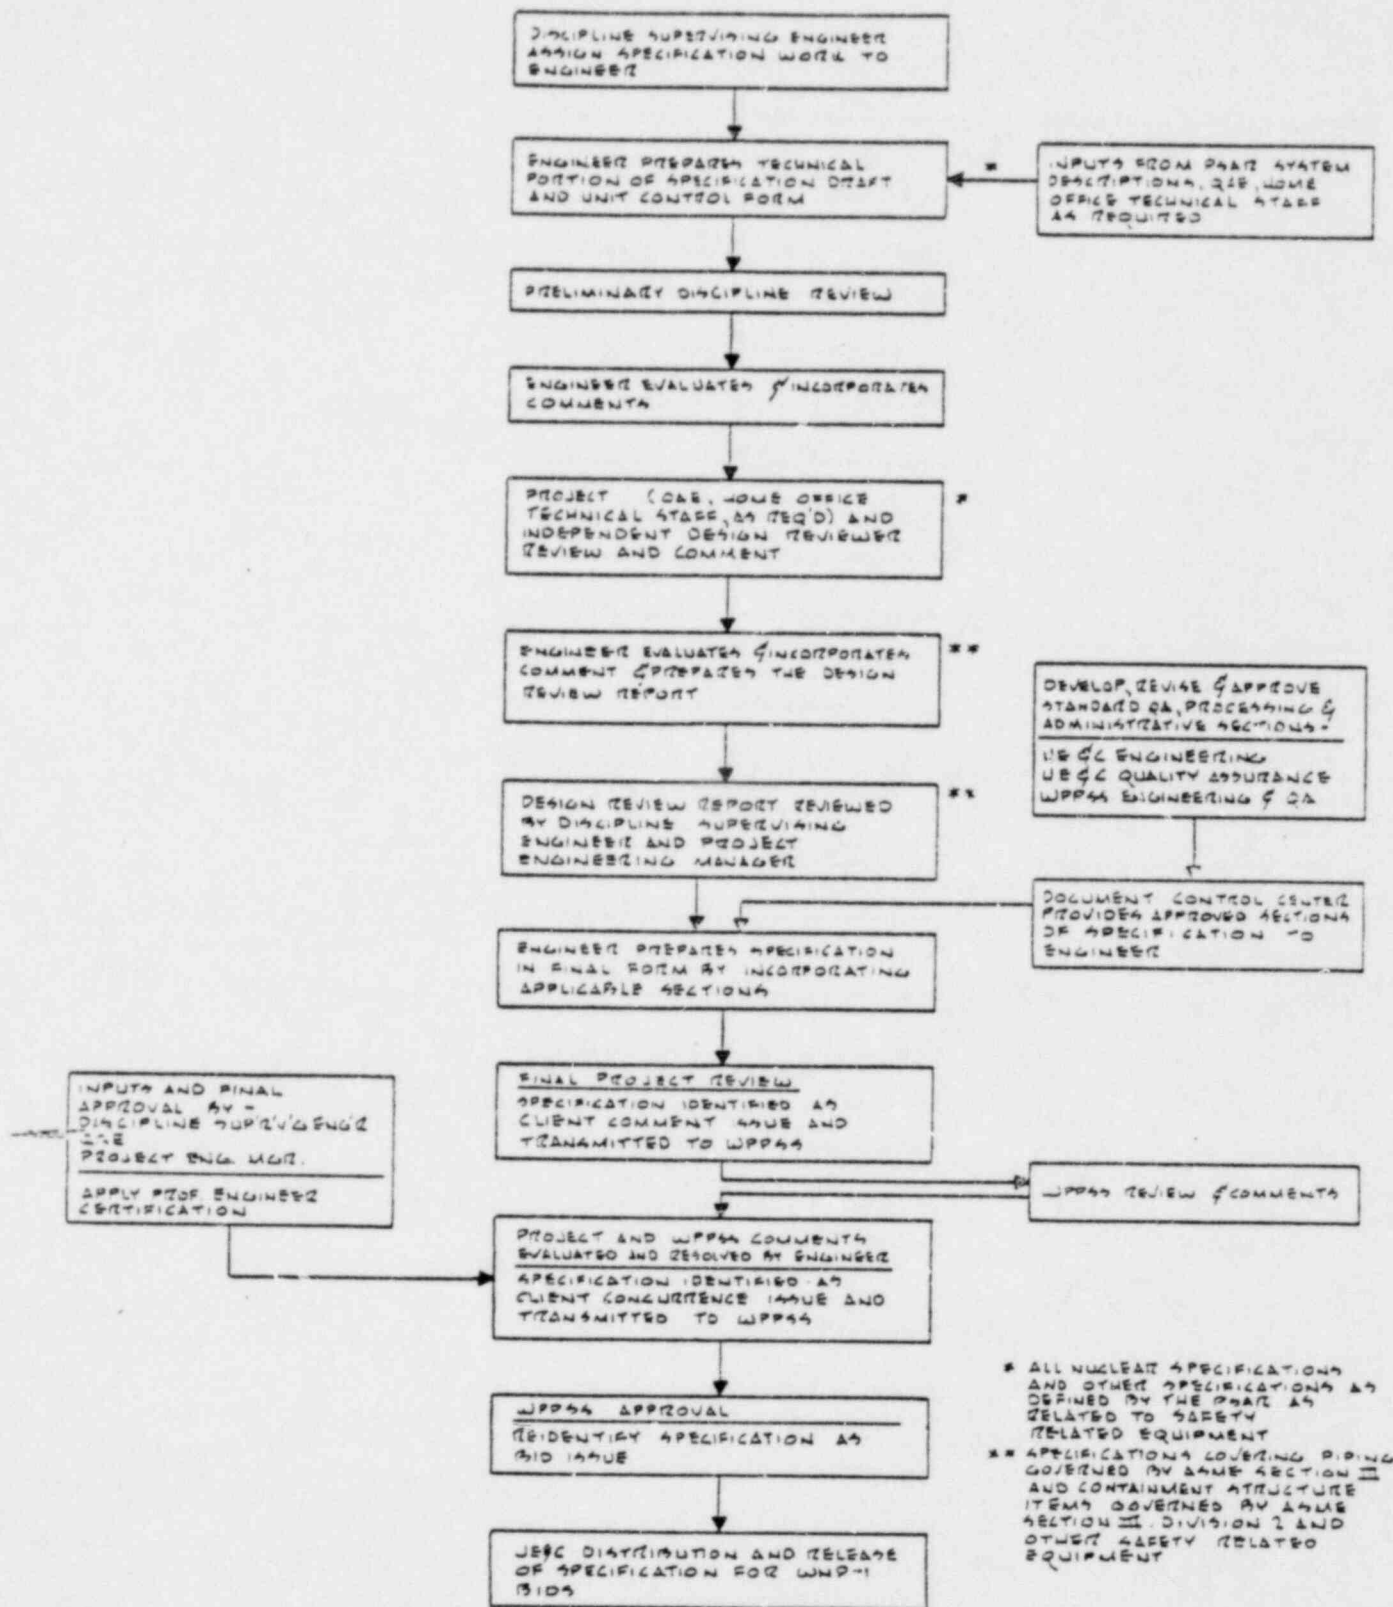 DISCIPLINE SUPERVISING ENGINEER
ASSIGN SPECIFICATION WORK TO
ENGINEER
ENGINEER PREPARES TECHNICAL
PORTION OF SPECIFICATION DRAFT
AND UNIT CONTROL FORM
*
INPUTS FROM PSAR SYSTEM
DESCRIPTIONS, Q&E, HOME
OFFICE TECHNICAL STAFF
AS REQUIRED
PRELIMINARY DISCIPLINE REVIEW
ENGINEER EVALUATES & INCORPORATES
COMMENTS
PROJECT (Q&E, HOME OFFICE
TECHNICAL STAFF, AS REQ'D) AND
INDEPENDENT DESIGN REVIEWER
REVIEW AND COMMENT
*
ENGINEER EVALUATES & INCORPORATES
COMMENT & PREPARES THE DESIGN
REVIEW REPORT
**
DEVELOP, REVISE & APPROVE
STANDARD QA, PROCESSING &
ADMINISTRATIVE SECTIONS -
UE&C ENGINEERING
UE&C QUALITY ASSURANCE
WPPSS ENGINEERING & QA
DESIGN REVIEW REPORT REVIEWED
BY DISCIPLINE SUPERVISING
ENGINEER AND PROJECT
ENGINEERING MANAGER
**
DOCUMENT CONTROL CENTER
PROVIDES APPROVED SECTIONS
OF SPECIFICATION TO
ENGINEER
ENGINEER PREPARES SPECIFICATION
IN FINAL FORM BY INCORPORATING
APPLICABLE SECTIONS
FINAL PROJECT REVIEW
SPECIFICATION IDENTIFIED AS
CLIENT COMMENT ISSUE AND
TRANSMITTED TO WPPSS
INPUTS AND FINAL
APPROVAL BY -
DISCIPLINE SUP'R'V'G ENG'R
PROJECT ENG. MGR.
APPLY PROF. ENGINEER
CERTIFICATION
WPPSS REVIEW & COMMENTS
PROJECT AND WPPSS COMMENTS
EVALUATED AND RESOLVED BY ENGINEER
SPECIFICATION IDENTIFIED AS
CLIENT CONCURRENCE ISSUE AND
TRANSMITTED TO WPPSS
WPPSS APPROVAL
REIDENTIFY SPECIFICATION AS
BID ISSUE
UE&C DISTRIBUTION AND RELEASE
OF SPECIFICATION FOR WNP-1
BIDS
* ALL NUCLEAR SPECIFICATIONS
AND OTHER SPECIFICATIONS AS
DEFINED BY THE PSAR AS
RELATED TO SAFETY
RELATED EQUIPMENT
** SPECIFICATIONS COVERING PIPING
GOVERNED BY ASME SECTION III
AND CONTAINMENT STRUCTURE
ITEMS GOVERNED BY ASME
SECTION III. DIVISION 2 AND
OTHER SAFETY RELATED
EQUIPMENT